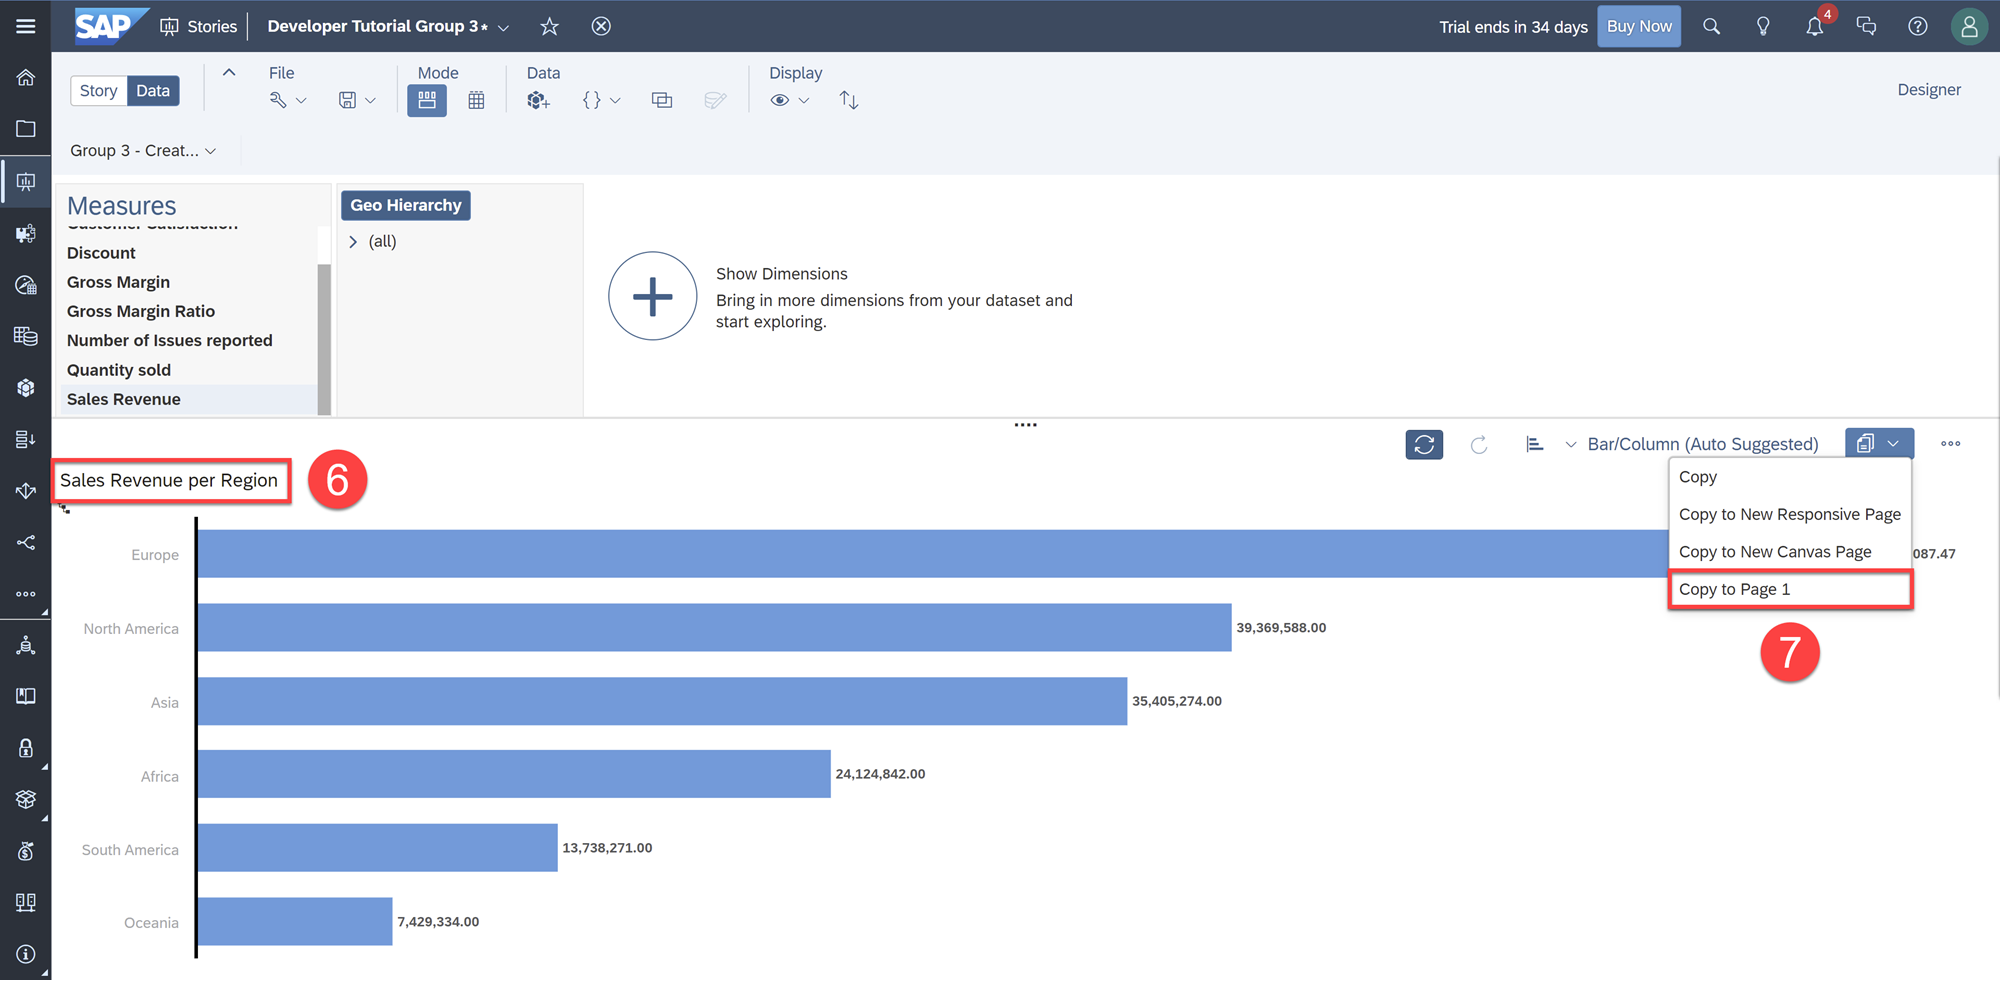 SAP Stories Developer Tutorial Group 3* Trial ends in 34 days Buy Now 4
Story Data File Mode Data Display Designer
Group 3 - Creat...
Measures
Customer Satisfaction
Discount
Gross Margin
Gross Margin Ratio
Number of Issues reported
Quantity sold
Sales Revenue
Geo Hierarchy
(all)
Show Dimensions
Bring in more dimensions from your dataset and
start exploring.
Bar/Column (Auto Suggested)
Copy
Copy to New Responsive Page
Copy to New Canvas Page
Copy to Page 1
7
Sales Revenue per Region 6
Europe 087.47
North America 39,369,588.00
Asia 35,405,274.00
Africa 24,124,842.00
South America 13,738,271.00
Oceania 7,429,334.00